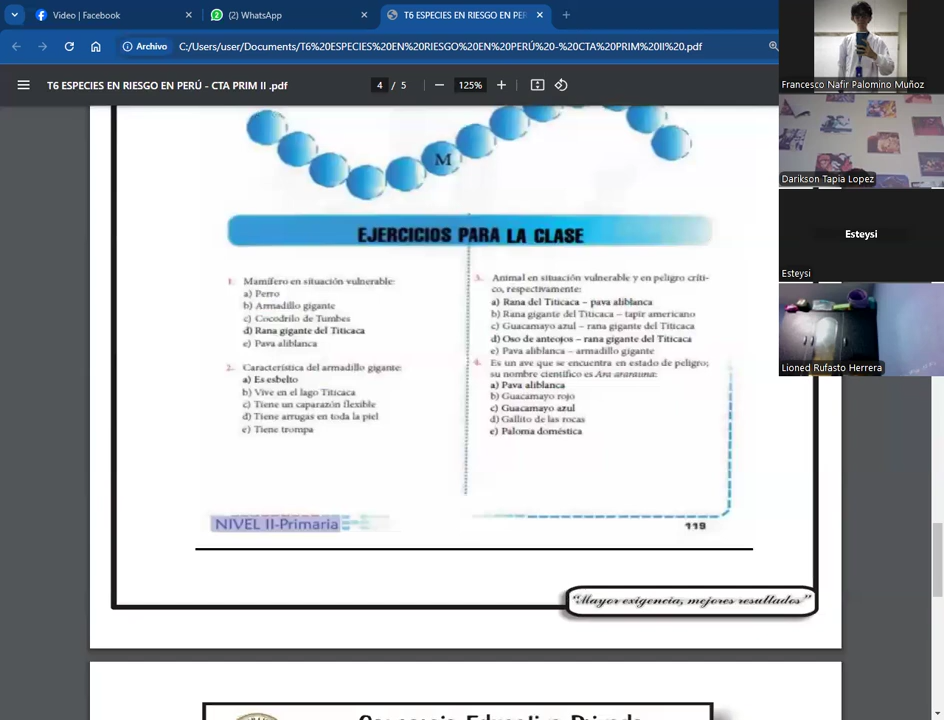 Video | Facebook
(2) WhatsApp
T6 ESPECIES EN RIESGO EN PER
Archivo
C:/Users/user/Documents/T6%20ESPECIES%20EN%20RIESGO%20EN%20PERÚ%20-%20CTA%20PRIM%20II%20.pdf
T6 ESPECIES EN RIESGO EN PERÚ - CTA PRIM II .pdf
4 / 5
125%
M
EJERCICIOS PARA LA CLASE
1. Mamífero en situación vulnerable:
a) Perro
b) Armadillo gigante
c) Cocodrilo de Tumbes
d) Rana gigante del Titicaca
e) Pava aliblanca
2. Característica del armadillo gigante:
a) Es esbelto
b) Vive en el lago Titicaca
c) Tiene un caparazón flexible
d) Tiene arrugas en toda la piel
e) Tiene trompa
3. Animal en situación vulnerable y en peligro críti-
co, respectivamente:
a) Rana del Titicaca – pava aliblanca
b) Rana gigante del Titicaca – tapir americano
c) Guacamayo azul – rana gigante del Titicaca
d) Oso de anteojos – rana gigante del Titicaca
e) Pava aliblanca – armadillo gigante
4. Es un ave que se encuentra en estado de peligro;
su nombre científico es Ara ararauna:
a) Pava aliblanca
b) Guacamayo rojo
c) Guacamayo azul
d) Gallito de las rocas
e) Paloma doméstica
NIVEL II-Primaria
119
"Mayor exigencia, mejores resultados"
Francesco Nafir Palomino Muñoz
Darikson Tapia Lopez
Esteysi
Esteysi
Lioned Rufasto Herrera